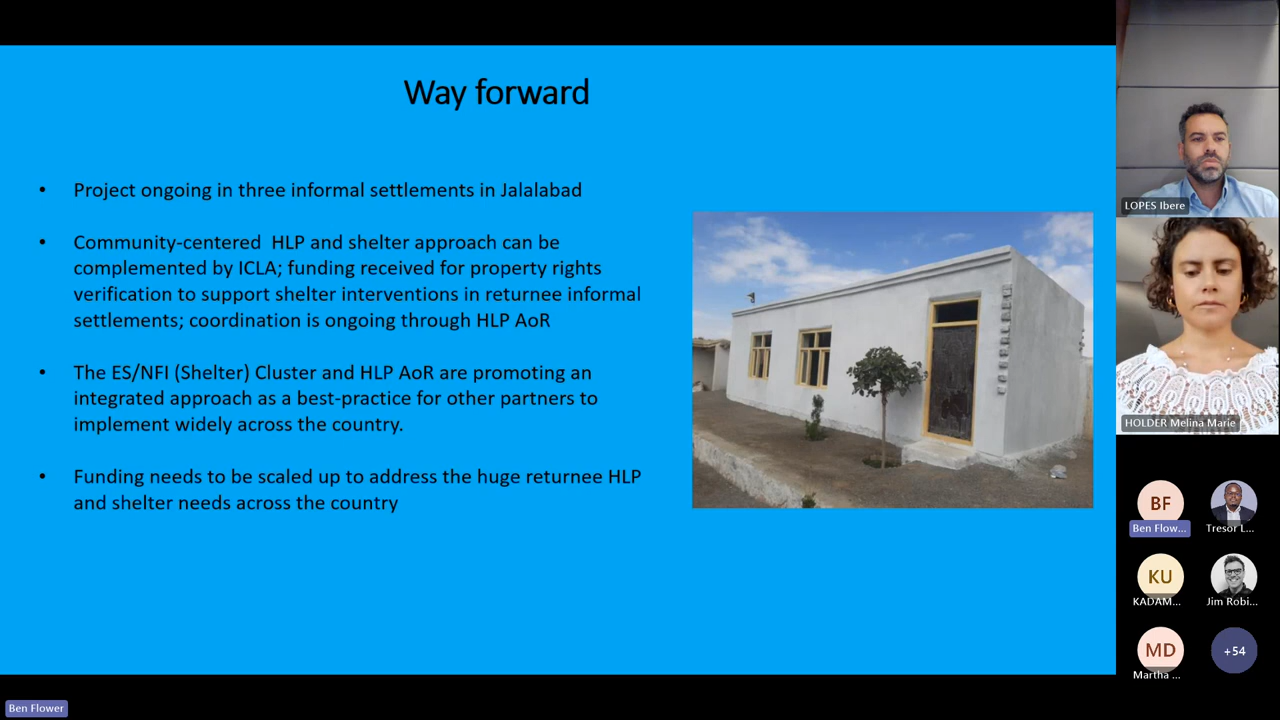 Way forward
• Project ongoing in three informal settlements in Jalalabad
• Community-centered HLP and shelter approach can be
complemented by ICLA; funding received for property rights
verification to support shelter interventions in returnee informal
settlements; coordination is ongoing through HLP AoR
• The ES/NFI (Shelter) Cluster and HLP AoR are promoting an
integrated approach as a best-practice for other partners to
implement widely across the country.
• Funding needs to be scaled up to address the huge returnee HLP
and shelter needs across the country
LOPES Ibere
HOLDER Melina Marie
BF
Ben Flow...
Tresor L...
KU
KADAM...
Jim Robi...
MD
Martha ...
+54
Ben Flower